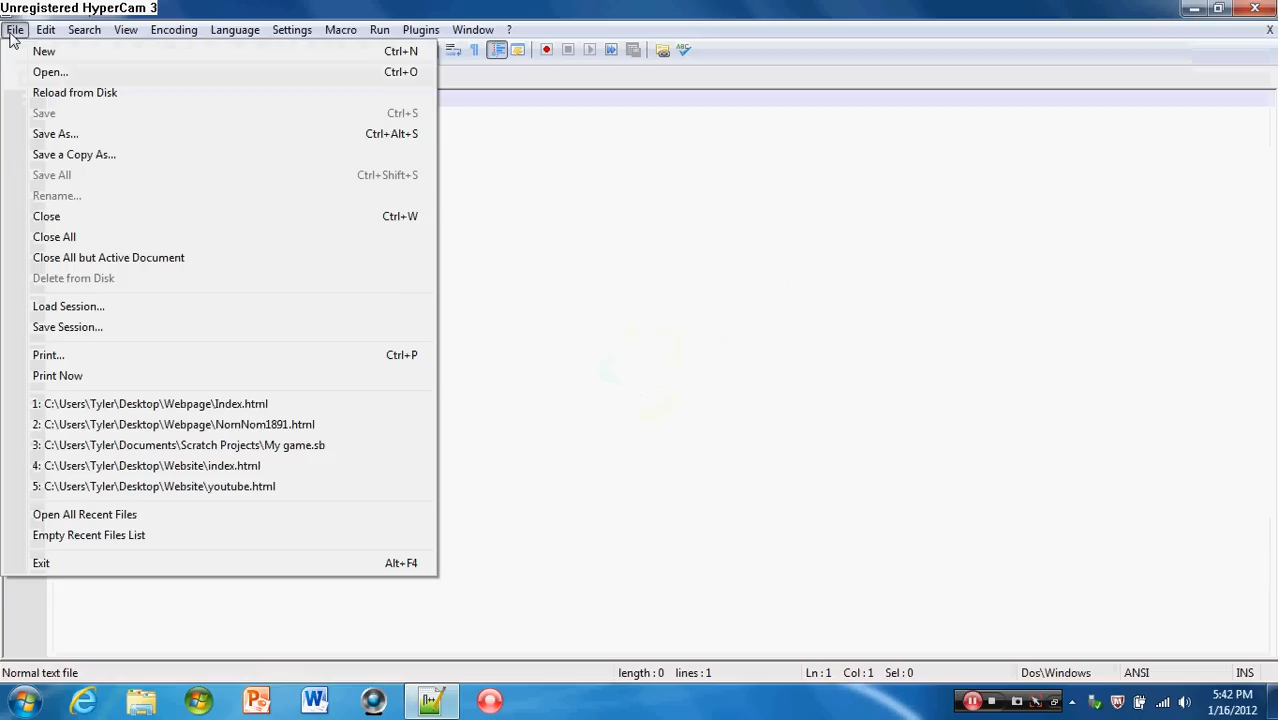 Unregistered HyperCam 3
File Edit Search View Encoding Language Settings Macro Run Plugins Window ? X
New Ctrl+N
Open... Ctrl+O
Reload from Disk
Save Ctrl+S
Save As... Ctrl+Alt+S
Save a Copy As...
Save All Ctrl+Shift+S
Rename...
Close Ctrl+W
Close All
Close All but Active Document
Delete from Disk
Load Session...
Save Session...
Print... Ctrl+P
Print Now
1: C:\Users\Tyler\Desktop\Webpage\Index.html
2: C:\Users\Tyler\Desktop\Webpage\NomNom1891.html
3: C:\Users\Tyler\Documents\Scratch Projects\My game.sb
4: C:\Users\Tyler\Desktop\Website\index.html
5: C:\Users\Tyler\Desktop\Website\youtube.html
Open All Recent Files
Empty Recent Files List
Exit Alt+F4
Normal text file length : 0 lines : 1 Ln : 1 Col : 1 Sel : 0 Dos\Windows ANSI INS
5:42 PM
1/16/2012